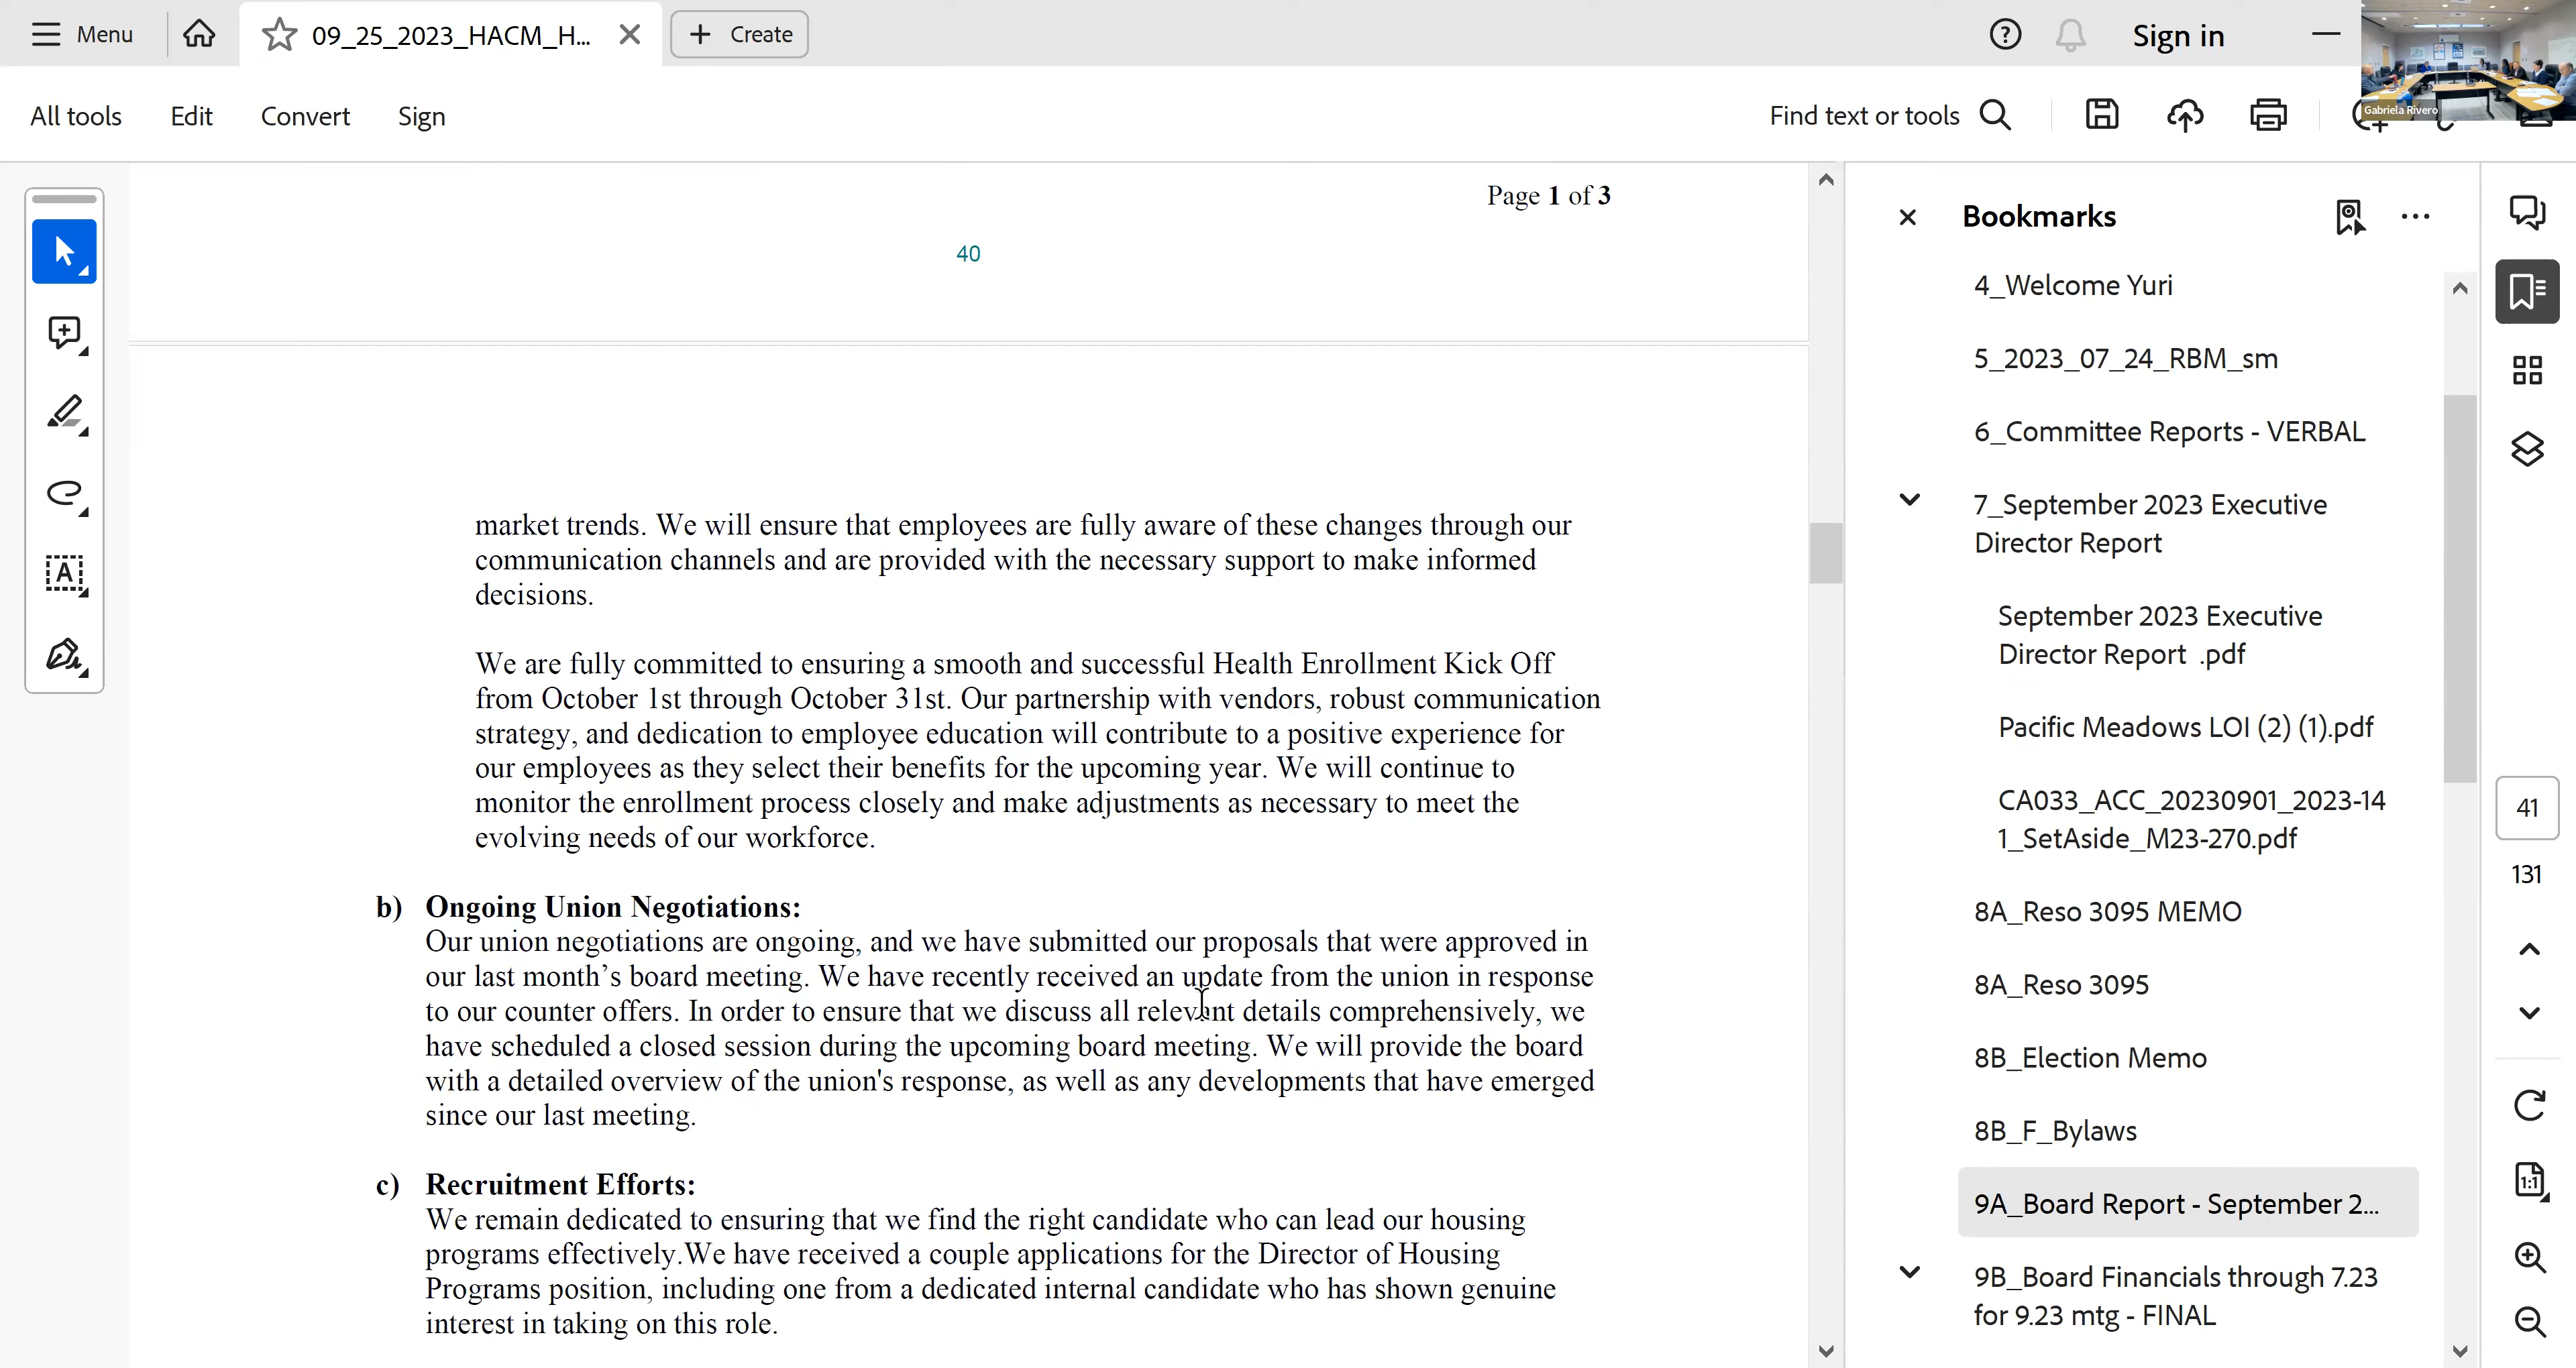 Menu
09_25_2023_HACM_H...
Create
Sign in
All tools
Edit
Convert
Sign
Find text or tools
Gabriela Rivero
Page 1 of 3
40
market trends. We will ensure that employees are fully aware of these changes through our
communication channels and are provided with the necessary support to make informed
decisions.
We are fully committed to ensuring a smooth and successful Health Enrollment Kick Off
from October 1st through October 31st. Our partnership with vendors, robust communication
strategy, and dedication to employee education will contribute to a positive experience for
our employees as they select their benefits for the upcoming year. We will continue to
monitor the enrollment process closely and make adjustments as necessary to meet the
evolving needs of our workforce.
b) Ongoing Union Negotiations:
Our union negotiations are ongoing, and we have submitted our proposals that were approved in
our last month’s board meeting. We have recently received an update from the union in response
to our counter offers. In order to ensure that we discuss all relevant details comprehensively, we
have scheduled a closed session during the upcoming board meeting. We will provide the board
with a detailed overview of the union's response, as well as any developments that have emerged
since our last meeting.
c) Recruitment Efforts:
We remain dedicated to ensuring that we find the right candidate who can lead our housing
programs effectively.We have received a couple applications for the Director of Housing
Programs position, including one from a dedicated internal candidate who has shown genuine
interest in taking on this role.
Bookmarks
4_Welcome Yuri
5_2023_07_24_RBM_sm
6_Committee Reports - VERBAL
7_September 2023 Executive
Director Report
September 2023 Executive
Director Report .pdf
Pacific Meadows LOI (2) (1).pdf
CA033_ACC_20230901_2023-14
1_SetAside_M23-270.pdf
8A_Reso 3095 MEMO
8A_Reso 3095
8B_Election Memo
8B_F_Bylaws
9A_Board Report - September 2...
9B_Board Financials through 7.23
for 9.23 mtg - FINAL
41
131
1:1